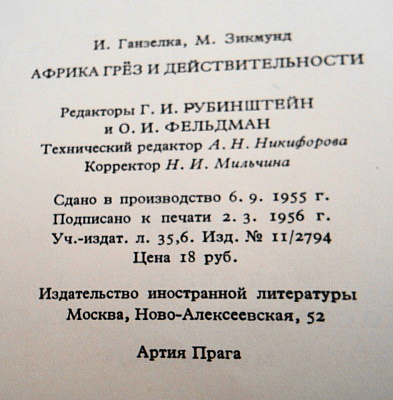 И. Ганзелка, М. Зикмунд
АФРИКА ГРЁЗ И ДЕЙСТВИТЕЛЬНОСТИ
Редакторы Г. И. РУБИНШТЕЙН
и О. И. ФЕЛЬДМАН
Технический редактор А. Н. Никифорова
Корректор Н. И. Мильчина
Сдано в производство 6. 9. 1955 г.
Подписано к печати 2. 3. 1956 г.
Уч.-издат. л. 35,6. Изд. № 11/2794
Цена 18 руб.
Издательство иностранной литературы
Москва, Ново-Алексеевская, 52
Артия Прага